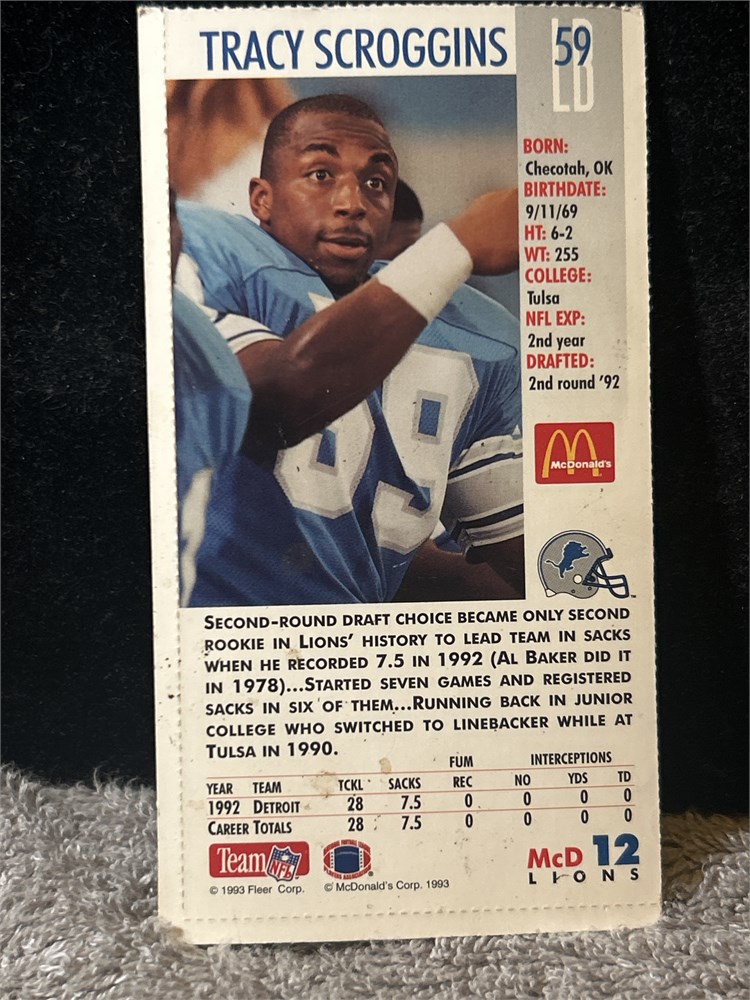 TRACY SCROGGINS
59
LB
BORN:
Checotah, OK
BIRTHDATE:
9/11/69
HT: 6-2
WT: 255
COLLEGE:
Tulsa
NFL EXP:
2nd year
DRAFTED:
2nd round '92
McDonald's
59
SECOND-ROUND DRAFT CHOICE BECAME ONLY SECOND
ROOKIE IN LIONS' HISTORY TO LEAD TEAM IN SACKS
WHEN HE RECORDED 7.5 IN 1992 (AL BAKER DID IT
IN 1978)...STARTED SEVEN GAMES AND REGISTERED
SACKS IN SIX OF THEM...RUNNING BACK IN JUNIOR
COLLEGE WHO SWITCHED TO LINEBACKER WHILE AT
TULSA IN 1990.
FUM INTERCEPTIONS
YEAR TEAM TCKL SACKS REC NO YDS TD
1992 DETROIT 28 7.5 0 0 0 0
CAREER TOTALS 28 7.5 0 0 0 0
Team NFL
McD 12
LIONS
© 1993 Fleer Corp. © McDonald's Corp. 1993